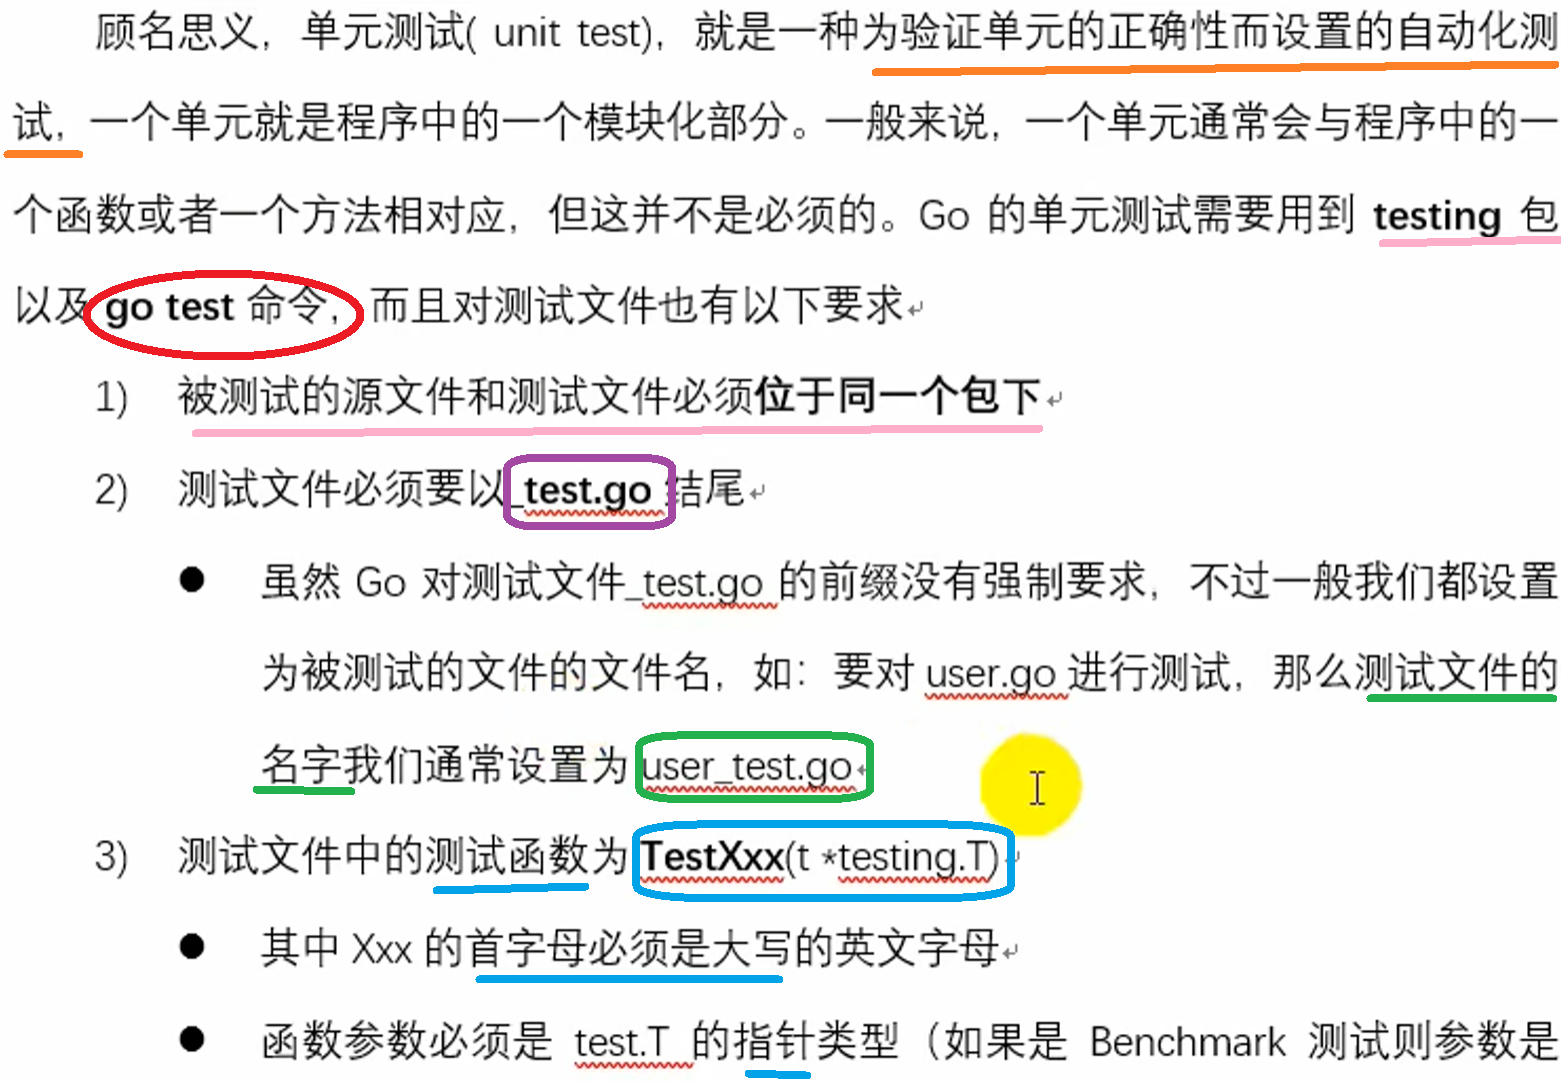 顾名思义，单元测试( unit test)，就是一种为验证单元的正确性而设置的自动化测
试，一个单元就是程序中的一个模块化部分。一般来说，一个单元通常会与程序中的一
个函数或者一个方法相对应，但这并不是必须的。Go 的单元测试需要用到 testing 包
以及 go test 命令，而且对测试文件也有以下要求
1) 被测试的源文件和测试文件必须位于同一个包下
2) 测试文件必须要以_test.go 结尾
● 虽然 Go 对测试文件_test.go 的前缀没有强制要求，不过一般我们都设置
为被测试的文件的文件名，如：要对 user.go 进行测试，那么测试文件的
名字我们通常设置为 user_test.go
3) 测试文件中的测试函数为 TestXxx(t *testing.T)
● 其中 Xxx 的首字母必须是大写的英文字母
● 函数参数必须是 test.T 的指针类型（如果是 Benchmark 测试则参数是